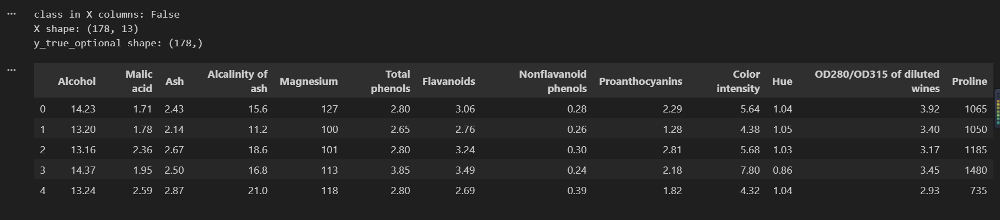 class in X columns: False
X shape: (178, 13)
y_true_optional shape: (178,)
Alcohol Malic acid Ash Alcalinity of ash Magnesium Total phenols Flavanoids Nonflavanoid phenols Proanthocyanins Color intensity Hue OD280/OD315 of diluted wines Proline
0 14.23 1.71 2.43 15.6 127 2.80 3.06 0.28 2.29 5.64 1.04 3.92 1065
1 13.20 1.78 2.14 11.2 100 2.65 2.76 0.26 1.28 4.38 1.05 3.40 1050
2 13.16 2.36 2.67 18.6 101 2.80 3.24 0.30 2.81 5.68 1.03 3.17 1185
3 14.37 1.95 2.50 16.8 113 3.85 3.49 0.24 2.18 7.80 0.86 3.45 1480
4 13.24 2.59 2.87 21.0 118 2.80 2.69 0.39 1.82 4.32 1.04 2.93 735